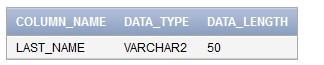 COLUMN_NAME DATA_TYPE DATA_LENGTH
LAST_NAME VARCHAR2 50